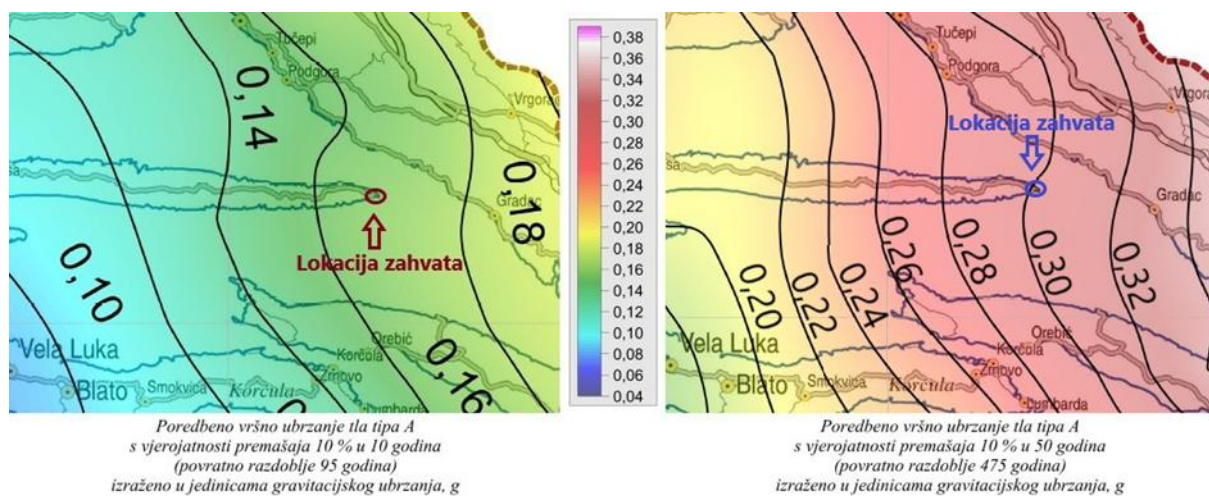 Tučepi
Podgora
Vrgora
0,14
0,18
Gradac
Lokacija zahvata
0,10
0,16
Vela Luka
Blato
Smokvica
Korčula
Orebić
Korčula
Žrnovo
Lumbarda
0,38
0,36
0,34
0,32
0,30
0,28
0,26
0,24
0,22
0,20
0,18
0,16
0,14
0,12
0,10
0,08
0,06
0,04
Tučepi
Podgora
Vrgora
Lokacija zahvata
sa
Gradac
0,20
0,22
0,24
0,26
0,28
0,30
0,32
Vela Luka
Blato
Smokvica
Korčula
Orebić
Korčula
Žrnovo
Lumbarda
Poredbeno vršno ubrzanje tla tipa A
s vjerojatnosti premašaja 10 % u 10 godina
(povratno razdoblje 95 godina)
izraženo u jedinicama gravitacijskog ubrzanja, g
Poredbeno vršno ubrzanje tla tipa A
s vjerojatnosti premašaja 10 % u 50 godina
(povratno razdoblje 475 godina)
izraženo u jedinicama gravitacijskog ubrzanja, g